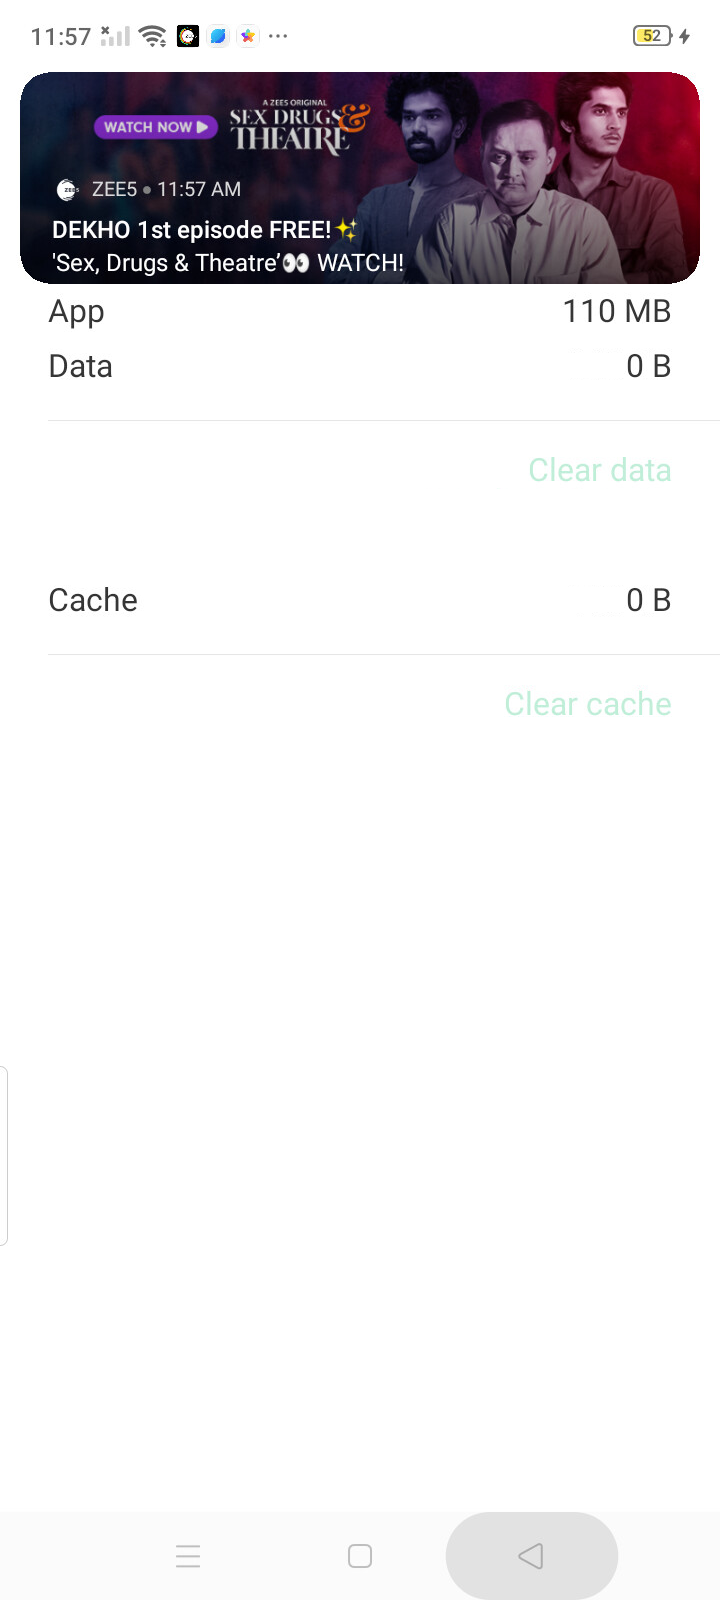 11:57
52
A ZEE5 ORIGINAL
WATCH NOW
SEX DRUGS &
THEATRE
ZEE5 • 11:57 AM
DEKHO 1st episode FREE!✨
'Sex, Drugs & Theatre’👀 WATCH!
App 110 MB
Data 0 B
Clear data
Cache 0 B
Clear cache